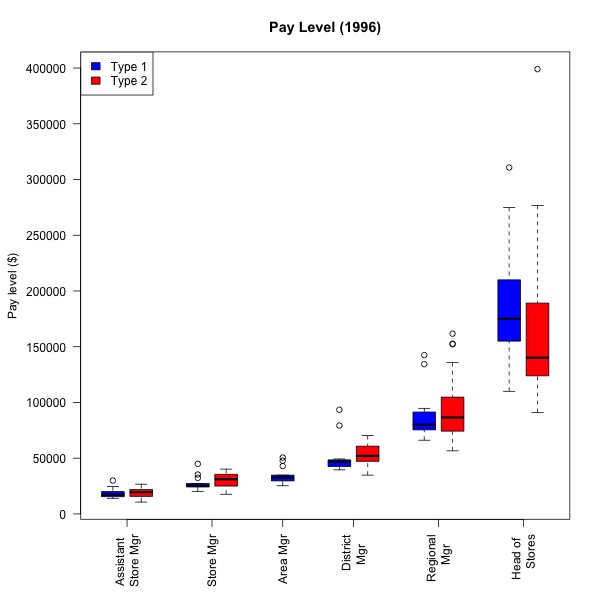 Pay Level (1996)
Type 1
Type 2
Pay level ($)
400000
350000
300000
250000
200000
150000
100000
50000
0
Assistant
Store Mgr
Store Mgr
Area Mgr
District
Mgr
Regional
Mgr
Head of
Stores